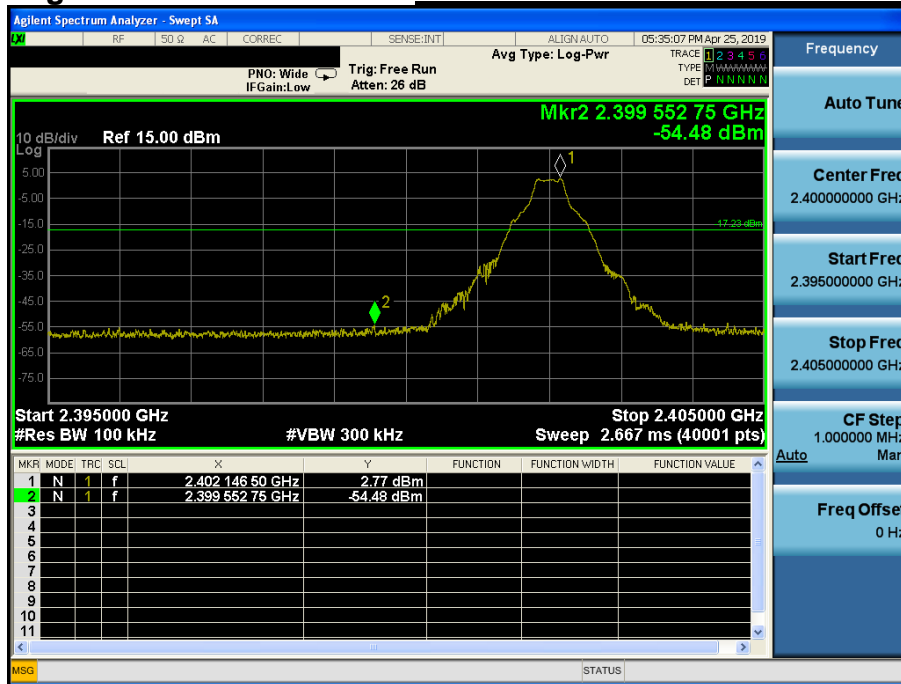 Agilent Spectrum Analyzer - Swept SA
LXI RF 50 Ω AC CORREC SENSE:INT ALIGN AUTO 05:35:07 PM Apr 25, 2019
PNO: Wide
IFGain:Low
Trig: Free Run
Atten: 26 dB
Avg Type: Log-Pwr
TRACE 1 2 3 4 5 6
TYPE M WWWWW
DET P N N N N N
Mkr2 2.399 552 75 GHz
-54.48 dBm
10 dB/div Ref 15.00 dBm
Log
5.00
-5.00
-15.0
-25.0
-35.0
-45.0
-55.0
-65.0
-75.0
1
-17.23 dBm
2
Start 2.395000 GHz Stop 2.405000 GHz
#Res BW 100 kHz #VBW 300 kHz Sweep 2.667 ms (40001 pts)
MKR MODE TRC SCL X Y FUNCTION FUNCTION WIDTH FUNCTION VALUE
1 N 1 f 2.402 146 50 GHz 2.77 dBm
2 N 1 f 2.399 552 75 GHz -54.48 dBm
3
4
5
6
7
8
9
10
11
MSG STATUS
Frequency
Auto Tune
Center Freq
2.400000000 GHz
Start Freq
2.395000000 GHz
Stop Freq
2.405000000 GHz
CF Step
1.000000 MHz
Auto Man
Freq Offset
0 Hz